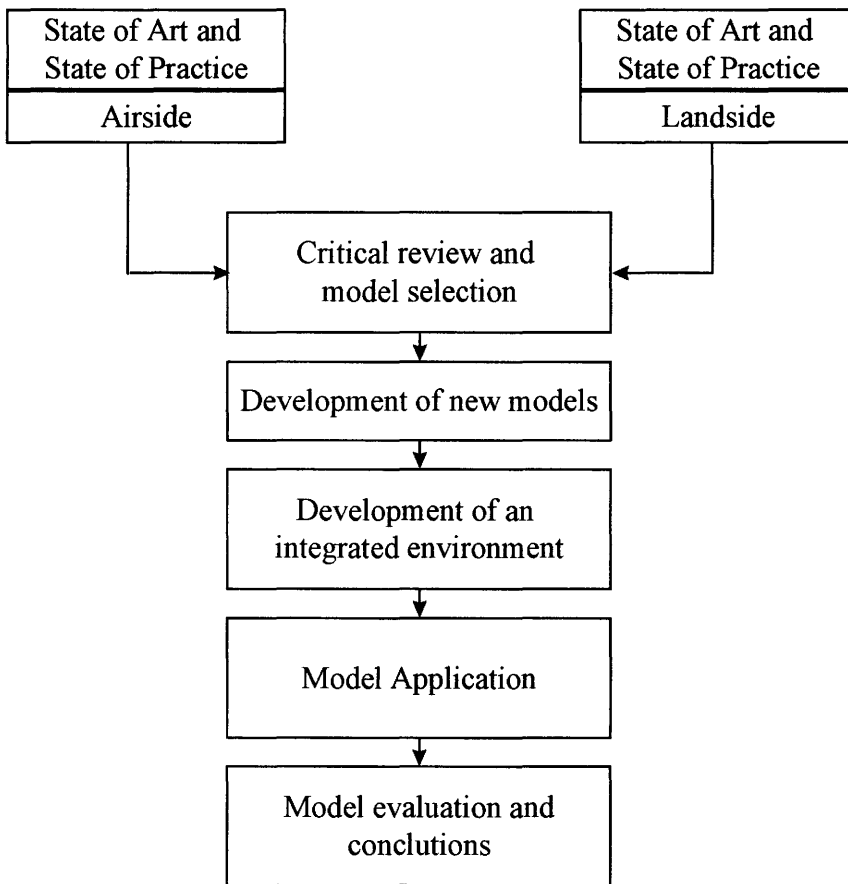 State of Art and
State of Practice
Airside
State of Art and
State of Practice
Landside
Critical review and
model selection
Development of new models
Development of an
integrated environment
Model Application
Model evaluation and
conclutions